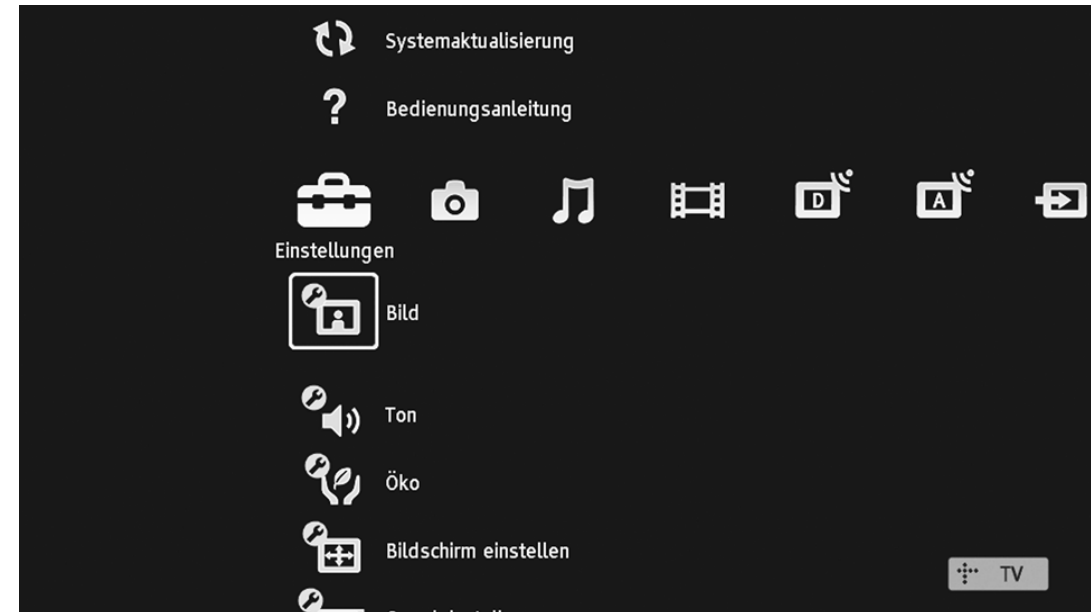 Systemaktualisierung
?
Bedienungsanleitung
D
A
Einstellungen
Bild
Ton
Öko
Bildschirm einstellen
TV